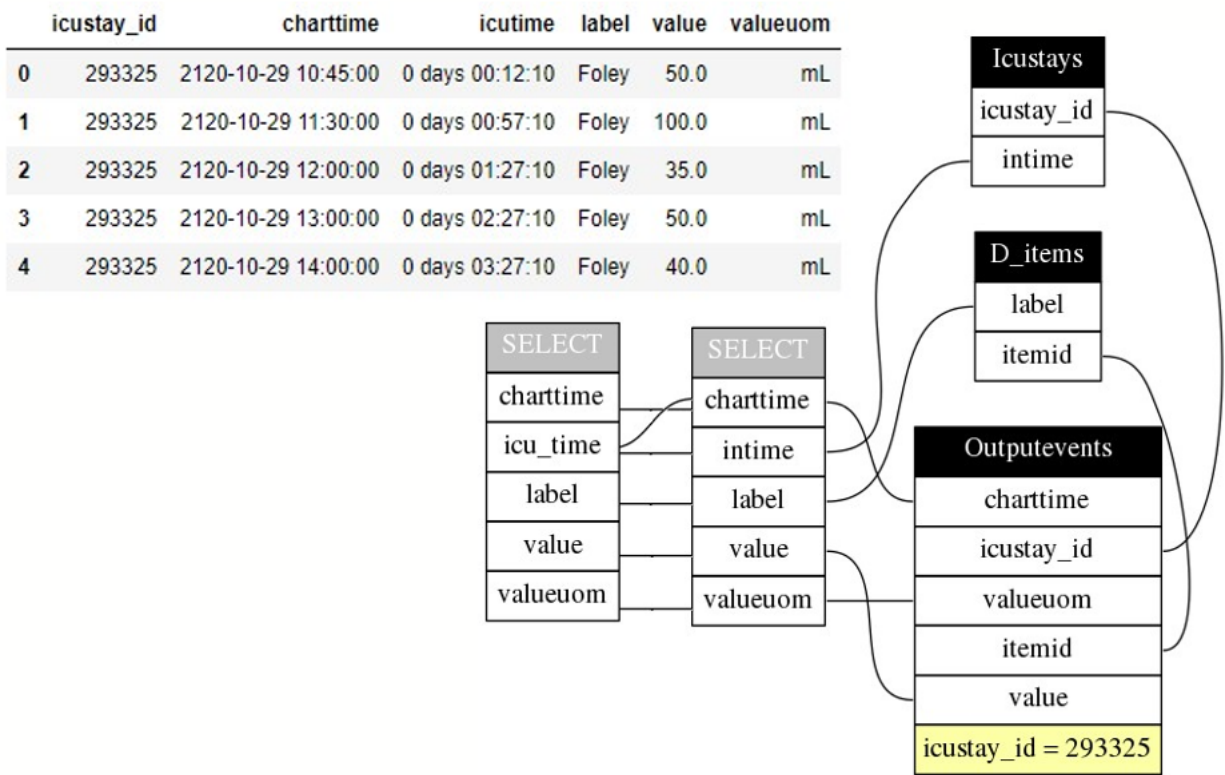 icustay_id charttime icutime label value valueuom
0 293325 2120-10-29 10:45:00 0 days 00:12:10 Foley 50.0 mL
1 293325 2120-10-29 11:30:00 0 days 00:57:10 Foley 100.0 mL
2 293325 2120-10-29 12:00:00 0 days 01:27:10 Foley 35.0 mL
3 293325 2120-10-29 13:00:00 0 days 02:27:10 Foley 50.0 mL
4 293325 2120-10-29 14:00:00 0 days 03:27:10 Foley 40.0 mL
SELECT
charttime
icu_time
label
value
valueuom
SELECT
charttime
intime
label
value
valueuom
Icustays
icustay_id
intime
D_items
label
itemid
Outputevents
charttime
icustay_id
valueuom
itemid
value
icustay_id = 293325